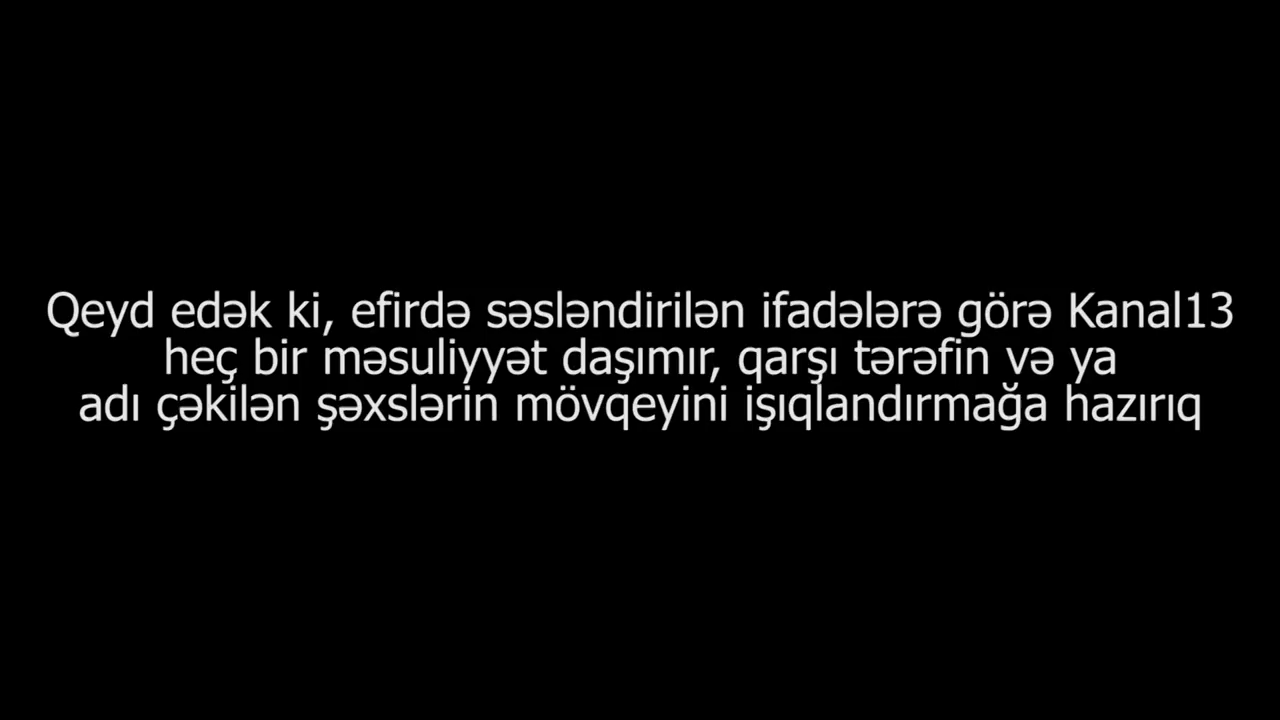 Qeyd edək ki, efirdə səsləndirilən ifadələrə görə Kanal13
heç bir məsuliyyət daşımır, qarşı tərəfin və ya
adı çəkilən şəxslərin mövqeyini işıqlandırmağa hazırıq